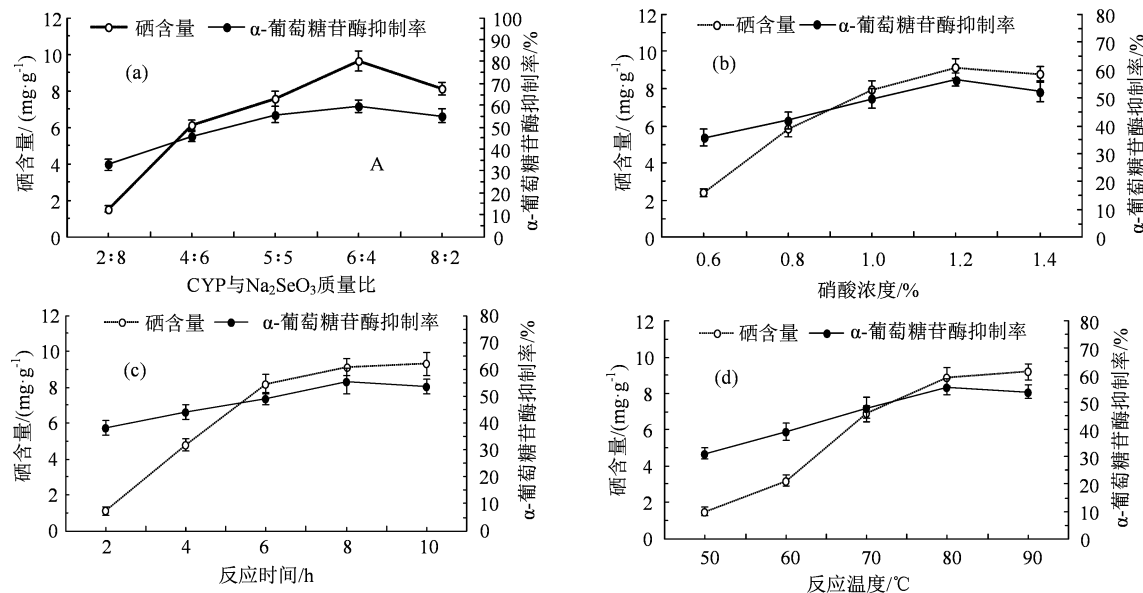 硒含量 α-葡萄糖苷酶抑制率
(a)
A
硒含量/ (mg·g⁻¹)
12
10
8
6
4
2
0
100
90
80
70
60
50
40
30
20
10
0
α-葡萄糖苷酶抑制率/%
2∶8 4∶6 5∶5 6∶4 8∶2
CYP与Na₂SeO₃质量比
硒含量 α-葡萄糖苷酶抑制率
(b)
硒含量/ (mg·g⁻¹)
12
10
8
6
4
2
0
80
70
60
50
40
30
20
10
0
α-葡萄糖苷酶抑制率/%
0.6 0.8 1.0 1.2 1.4
硝酸浓度/%
硒含量 α-葡萄糖苷酶抑制率
(c)
硒含量/(mg·g⁻¹)
12
10
8
6
4
2
0
80
70
60
50
40
30
20
10
0
α-葡萄糖苷酶抑制率/%
2 4 6 8 10
反应时间/h
硒含量 α-葡萄糖苷酶抑制率
(d)
硒含量/(mg·g⁻¹)
12
10
8
6
4
2
0
80
70
60
50
40
30
20
10
0
α-葡萄糖苷酶抑制率/%
50 60 70 80 90
反应温度/℃